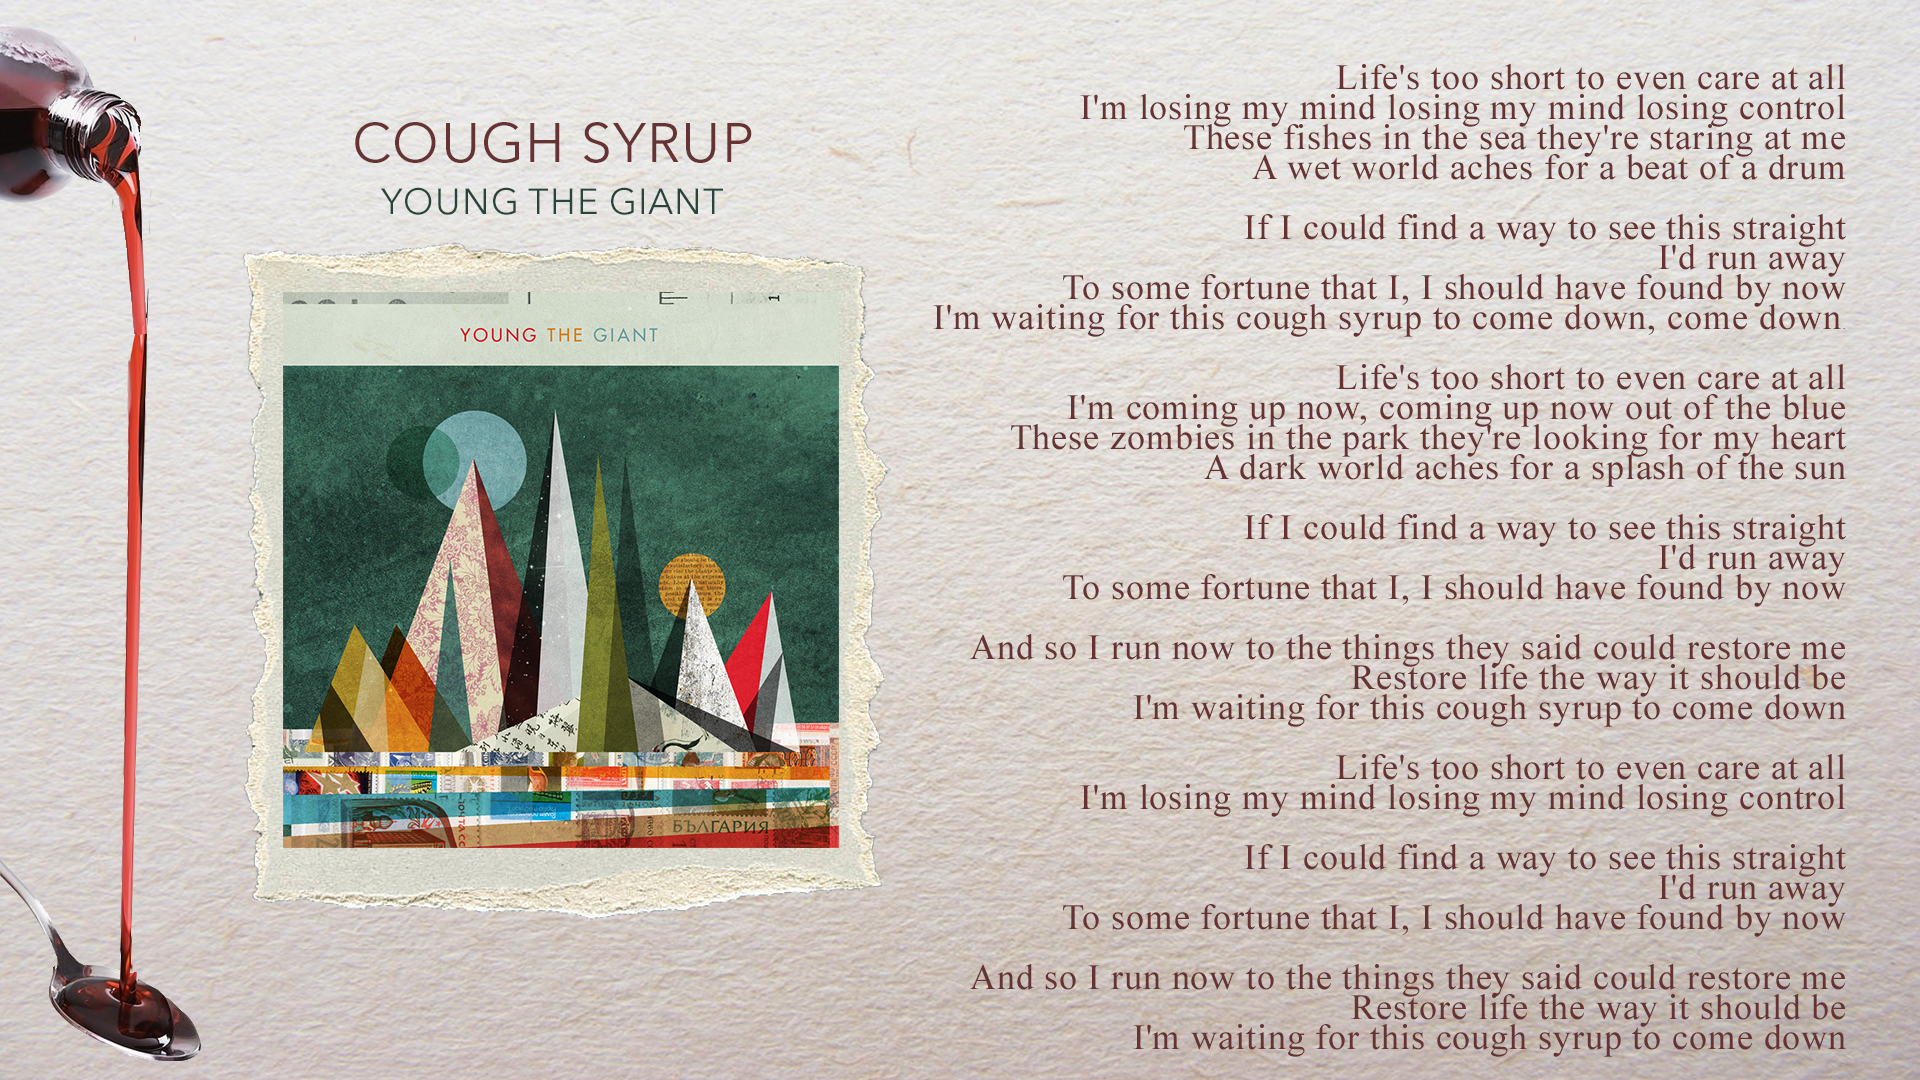 COUGH SYRUP
YOUNG THE GIANT
YOUNG THE GIANT
БЪЛГАРИЯ
Life's too short to even care at all
I'm losing my mind losing my mind losing control
These fishes in the sea they're staring at me
A wet world aches for a beat of a drum
If I could find a way to see this straight
I'd run away
To some fortune that I, I should have found by now
I'm waiting for this cough syrup to come down, come down.
Life's too short to even care at all
I'm coming up now, coming up now out of the blue
These zombies in the park they're looking for my heart
A dark world aches for a splash of the sun
If I could find a way to see this straight
I'd run away
To some fortune that I, I should have found by now
And so I run now to the things they said could restore me
Restore life the way it should be
I'm waiting for this cough syrup to come down
Life's too short to even care at all
I'm losing my mind losing my mind losing control
If I could find a way to see this straight
I'd run away
To some fortune that I, I should have found by now
And so I run now to the things they said could restore me
Restore life the way it should be
I'm waiting for this cough syrup to come down